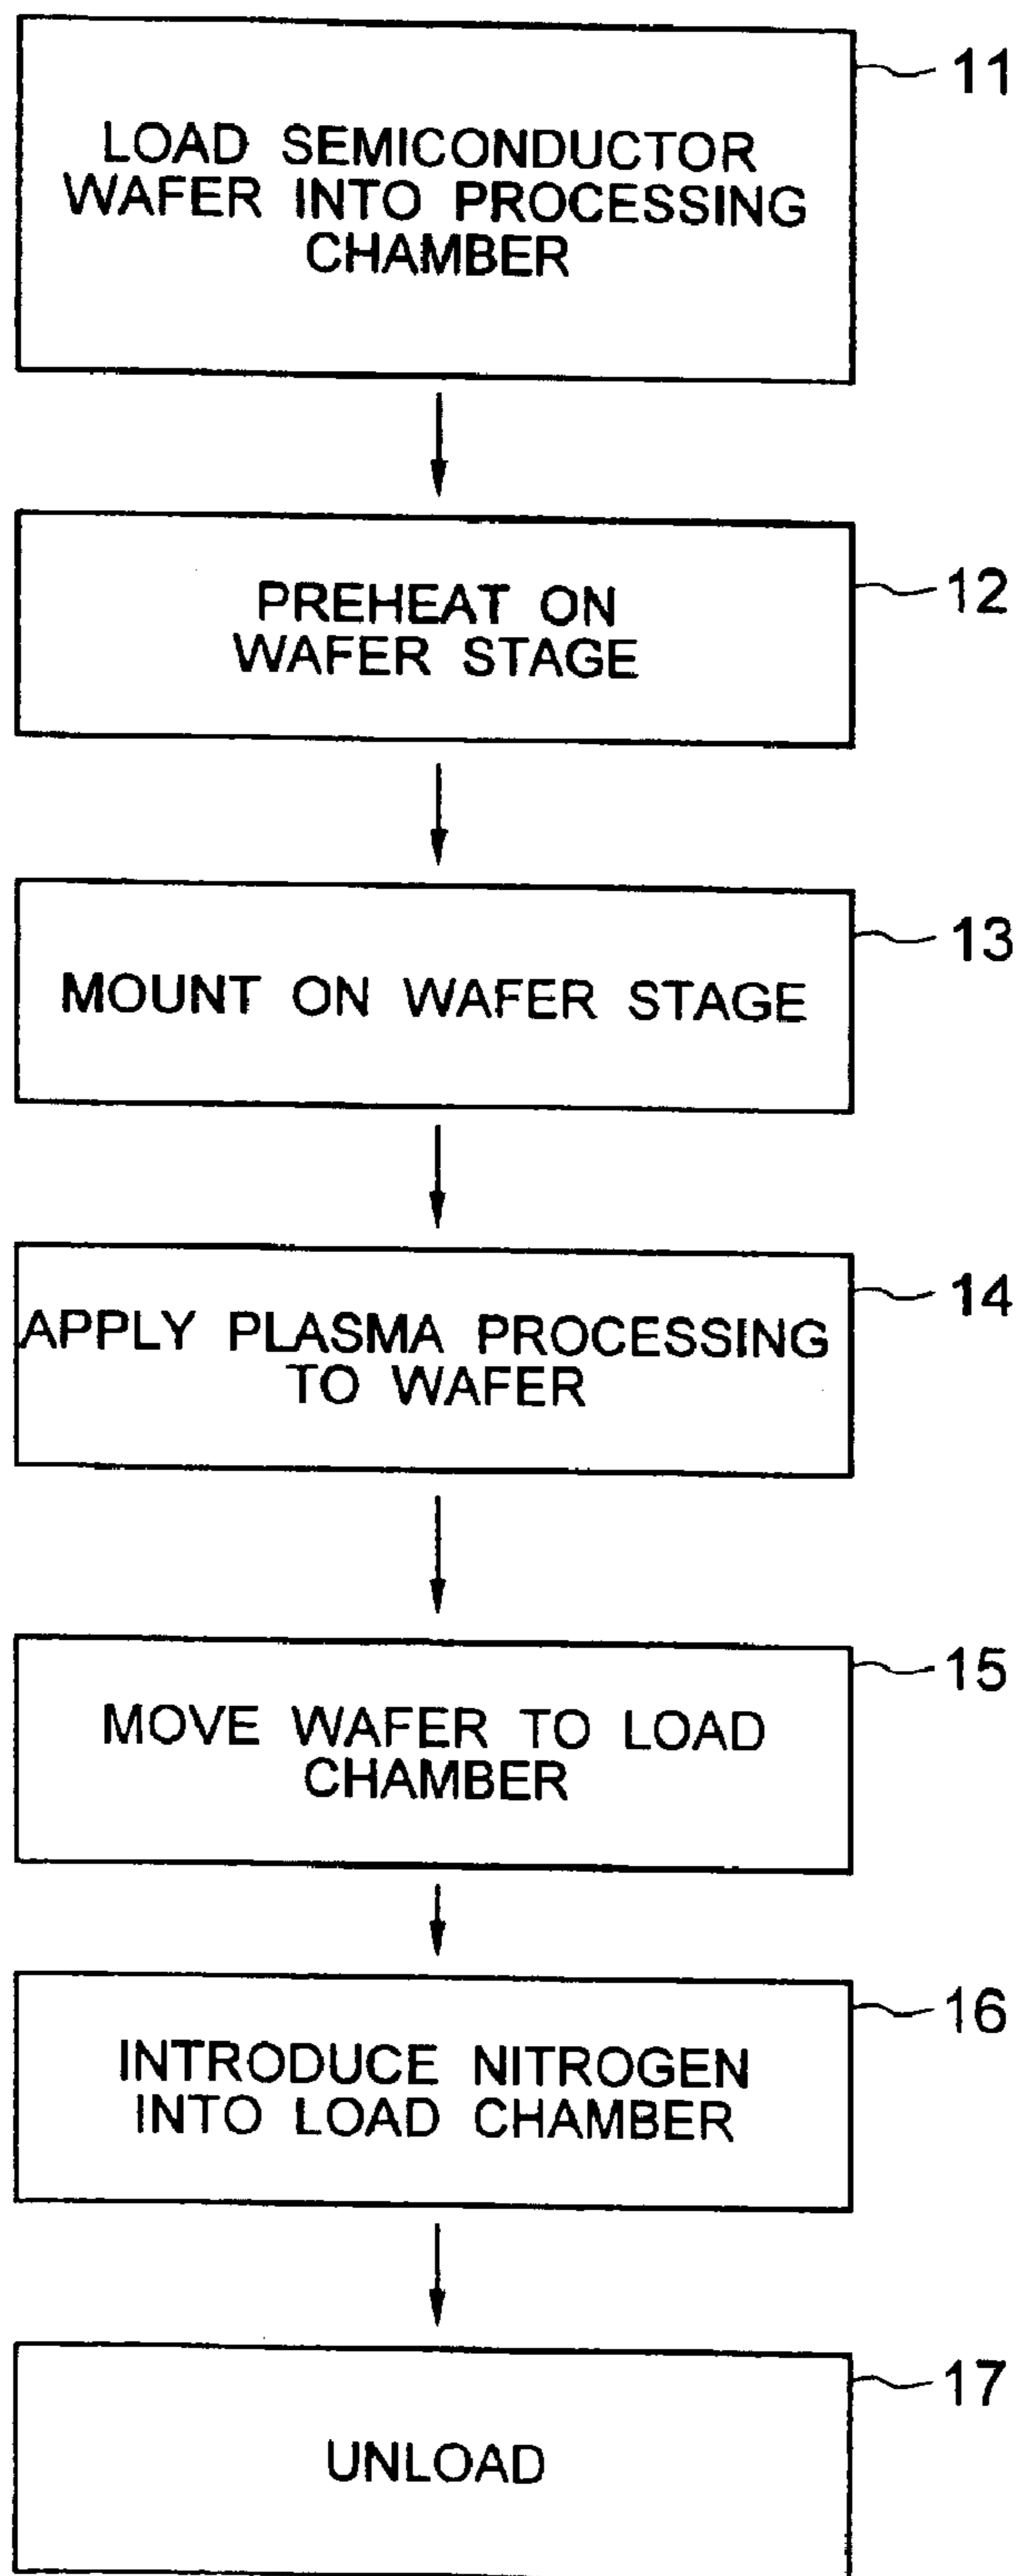 11
LOAD SEMICONDUCTOR
WAFER INTO PROCESSING
CHAMBER
12
PREHEAT ON
WAFER STAGE
13
MOUNT ON WAFER STAGE
14
APPLY PLASMA PROCESSING
TO WAFER
15
MOVE WAFER TO LOAD
CHAMBER
16
INTRODUCE NITROGEN
INTO LOAD CHAMBER
17
UNLOAD